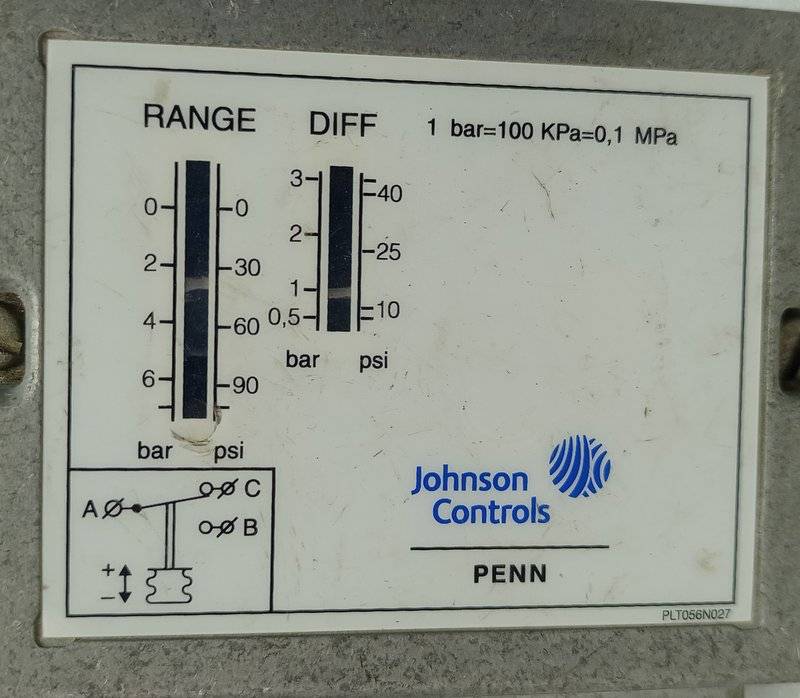 RANGE
DIFF
1 bar=100 KPa=0,1 MPa
0
2
4
6
0
30
60
90
bar psi
3
2
1
0,5
40
25
10
bar psi
A
C
B
+
–
Johnson
Controls
PENN
PLT056N027